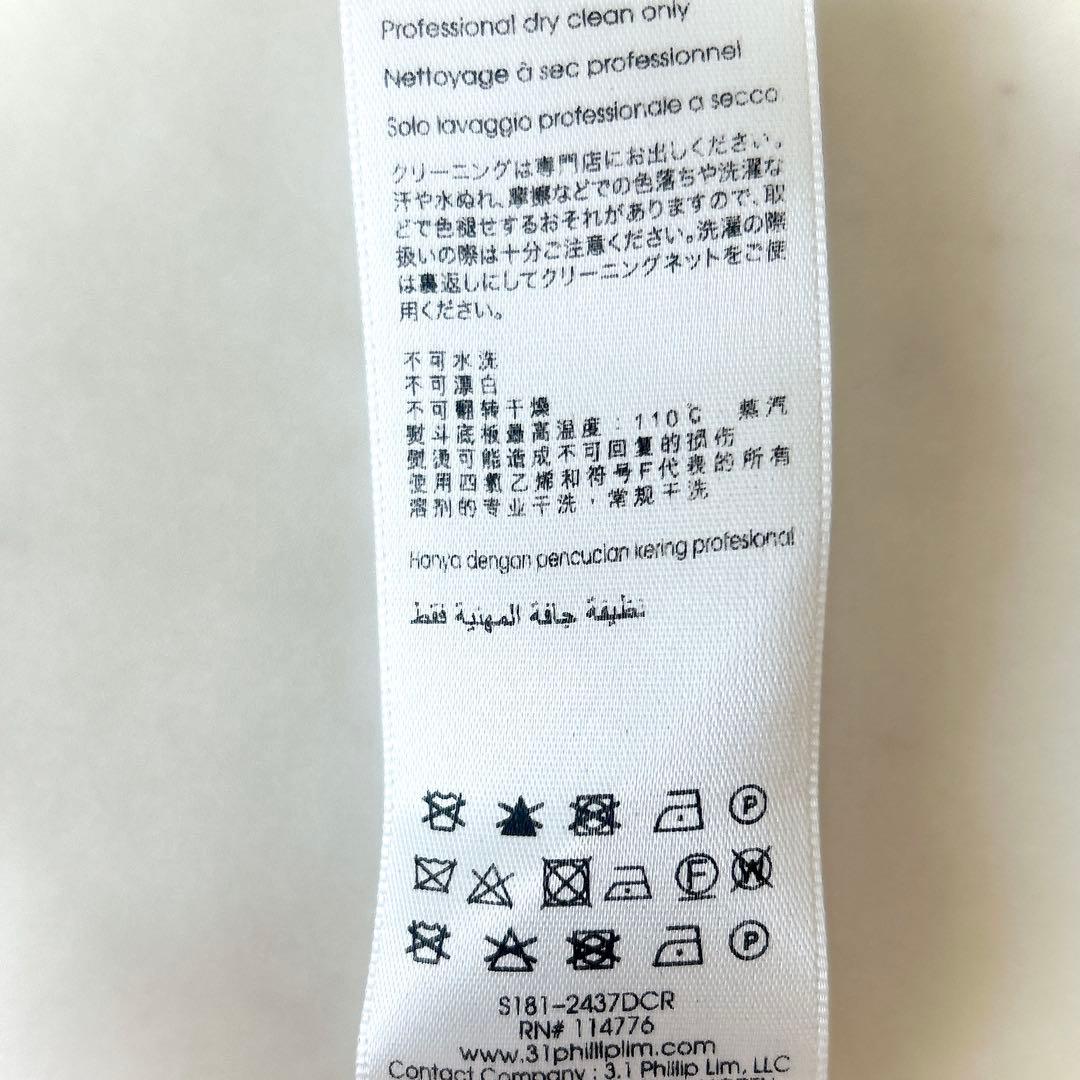 Professional dry clean only
Nettoyage à sec professionnel
Solo lavaggio professionale a secco
クリーニングは専門店にお出しください。
汗や水ぬれ、摩擦などでの色落ちや洗濯な
どで色褪せするおそれがありますので、取
扱いの際は十分ご注意ください。洗濯の際
は裏返しにしてクリーニングネットをご使
用ください。
不可水洗
不可漂白
不可翻转干燥
熨斗底板最高温度:110℃ 蒸汽
熨烫可能造成不可回复的损伤
使用四氯乙烯和符号F代表的所有
溶剂的专业干洗,常规干洗
Hanya dengan pencucian kering profesional
نظيفة جافة المهنية فقط
P
F W
P
S181-2437DCR
RN# 114776
www.31philliplim.com
Contact Company : 3.1 Phillip Lim, LLC